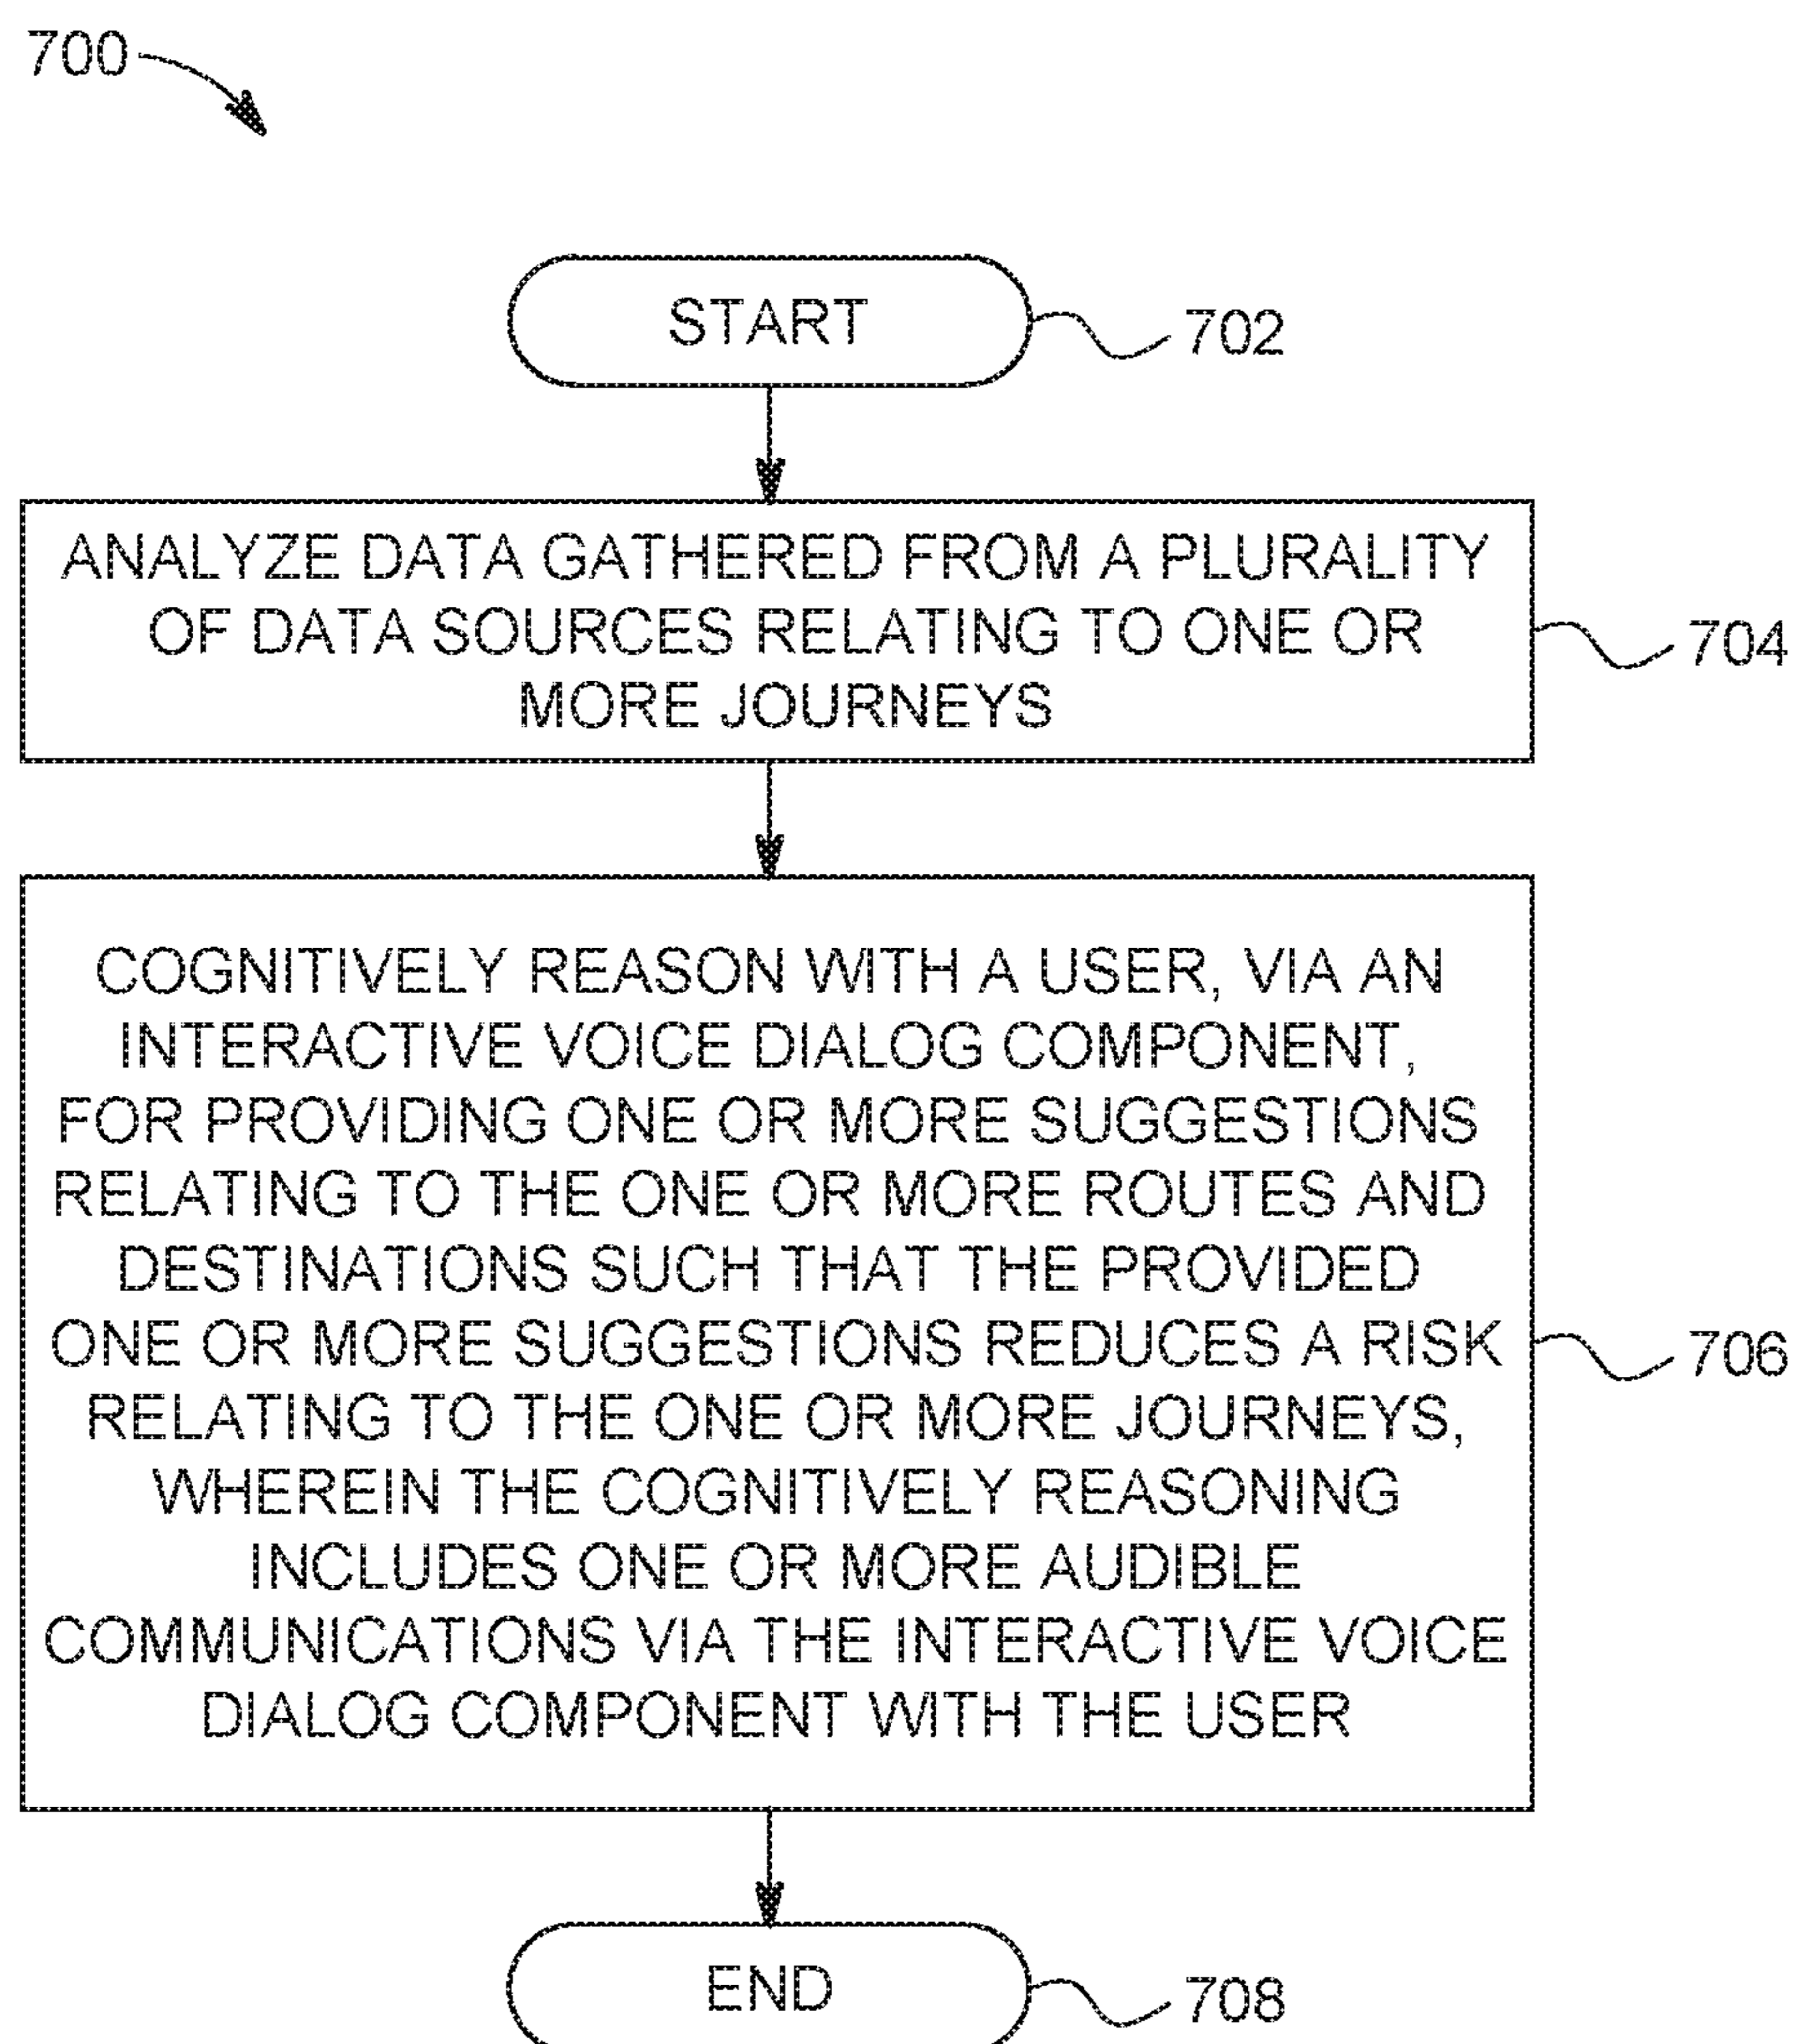 700
START
702
ANALYZE DATA GATHERED FROM A PLURALITY
OF DATA SOURCES RELATING TO ONE OR
MORE JOURNEYS
704
COGNITIVELY REASON WITH A USER, VIA AN
INTERACTIVE VOICE DIALOG COMPONENT,
FOR PROVIDING ONE OR MORE SUGGESTIONS
RELATING TO THE ONE OR MORE ROUTES AND
DESTINATIONS SUCH THAT THE PROVIDED
ONE OR MORE SUGGESTIONS REDUCES A RISK
RELATING TO THE ONE OR MORE JOURNEYS,
WHEREIN THE COGNITIVELY REASONING
INCLUDES ONE OR MORE AUDIBLE
COMMUNICATIONS VIA THE INTERACTIVE VOICE
DIALOG COMPONENT WITH THE USER
706
END
708